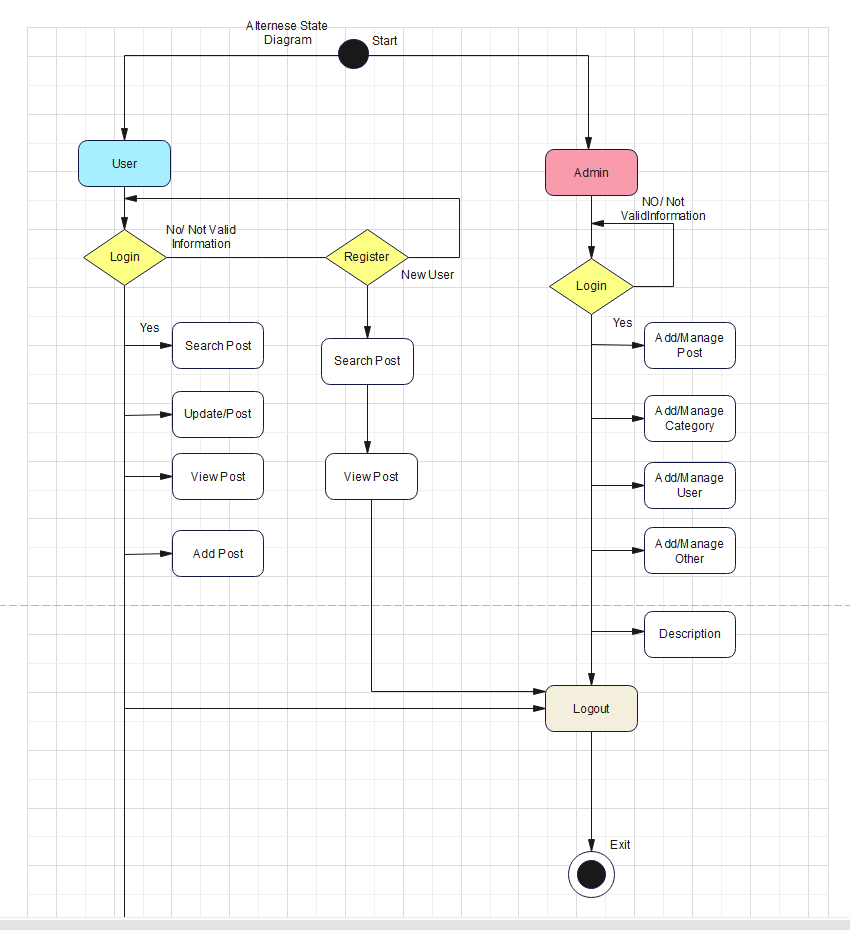 Alternese State
Diagram
Start
User
Admin
NO/ Not
ValidInformation
No/ Not Valid
Information
Login
Register
New User
Login
Yes
Yes
Search Post
Search Post
Add/Manage
Post
Update/Post
Add/Manage
Category
View Post
View Post
Add/Manage
User
Add Post
Add/Manage
Other
Description
Logout
Exit